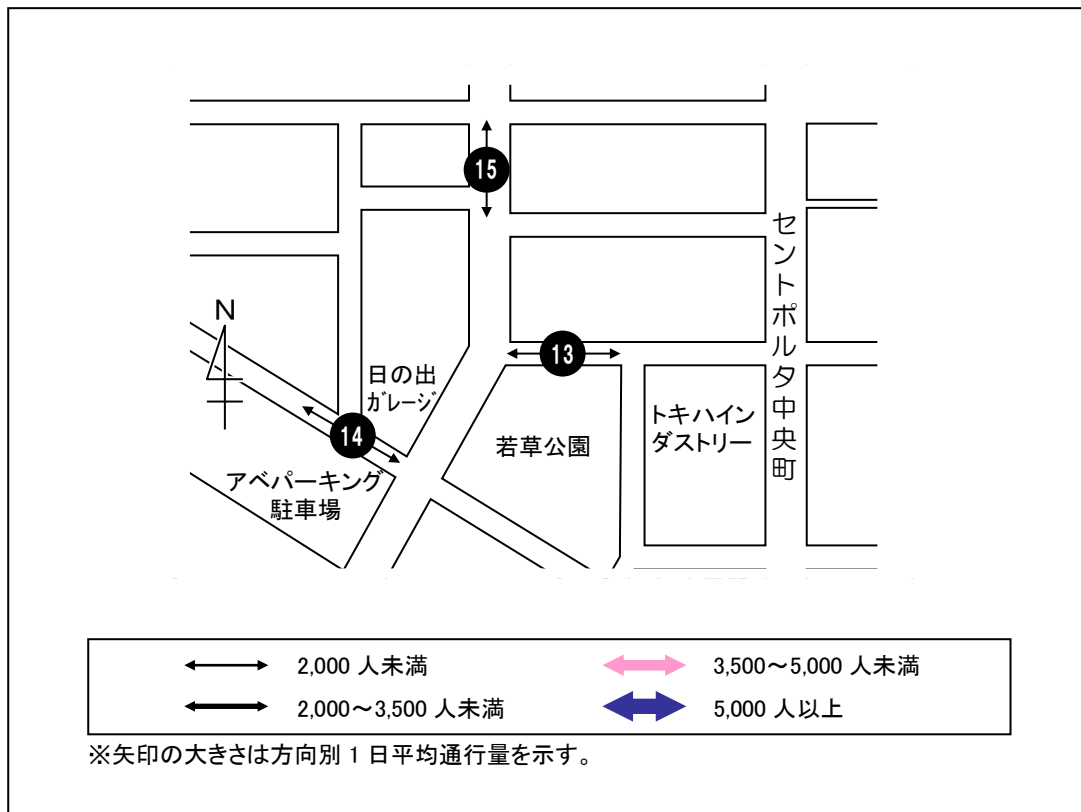 15
セントポルタ中央町
N
13
日の出
ガレージ
トキハイン
ダストリー
14
若草公園
アベパーキング
駐車場
2,000 人未満
3,500～5,000 人未満
2,000～3,500 人未満
5,000 人以上
※矢印の大きさは方向別 1 日平均通行量を示す。